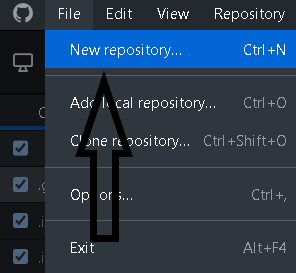 File Edit View Repository
New repository... Ctrl+N
Add local repository... Ctrl+O
Clone repository... Ctrl+Shift+O
Options... Ctrl+,
Exit Alt+F4